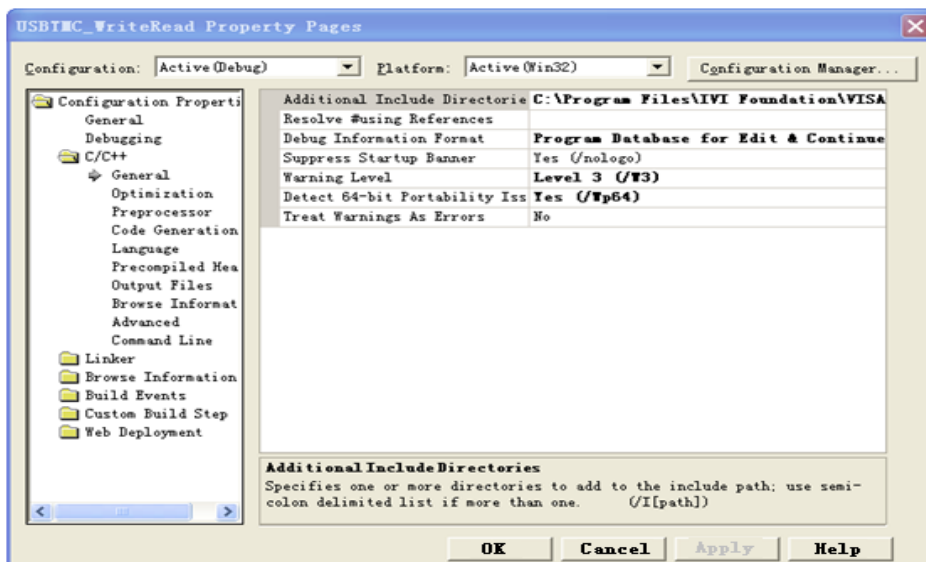 USBTMC_WriteRead Property Pages
Configuration: Active(Debug) Platform: Active(Win32) Configuration Manager...
Configuration Properti
General
Debugging
C/C++
General
Optimization
Preprocessor
Code Generation
Language
Precompiled Hea
Output Files
Browse Informat
Advanced
Command Line
Linker
Browse Information
Build Events
Custom Build Step
Web Deployment
Additional Include Directorie C:\Program Files\IVI Foundation\VISA
Resolve #using References
Debug Information Format Program Database for Edit & Continue
Suppress Startup Banner Yes (/nologo)
Warning Level Level 3 (/W3)
Detect 64-bit Portability Iss Yes (/Wp64)
Treat Warnings As Errors No
Additional Include Directories
Specifies one or more directories to add to the include path; use semi-
colon delimited list if more than one. (/I[path])
OK Cancel Apply Help